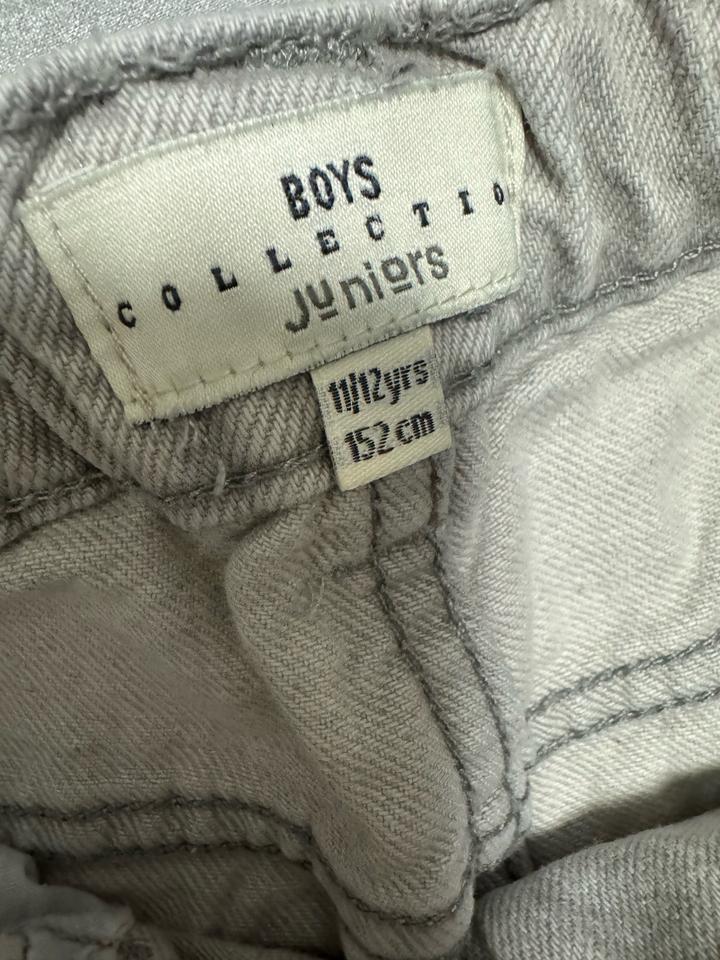 BOYS
COLLECTIO
Juniors
11/12yrs
152cm